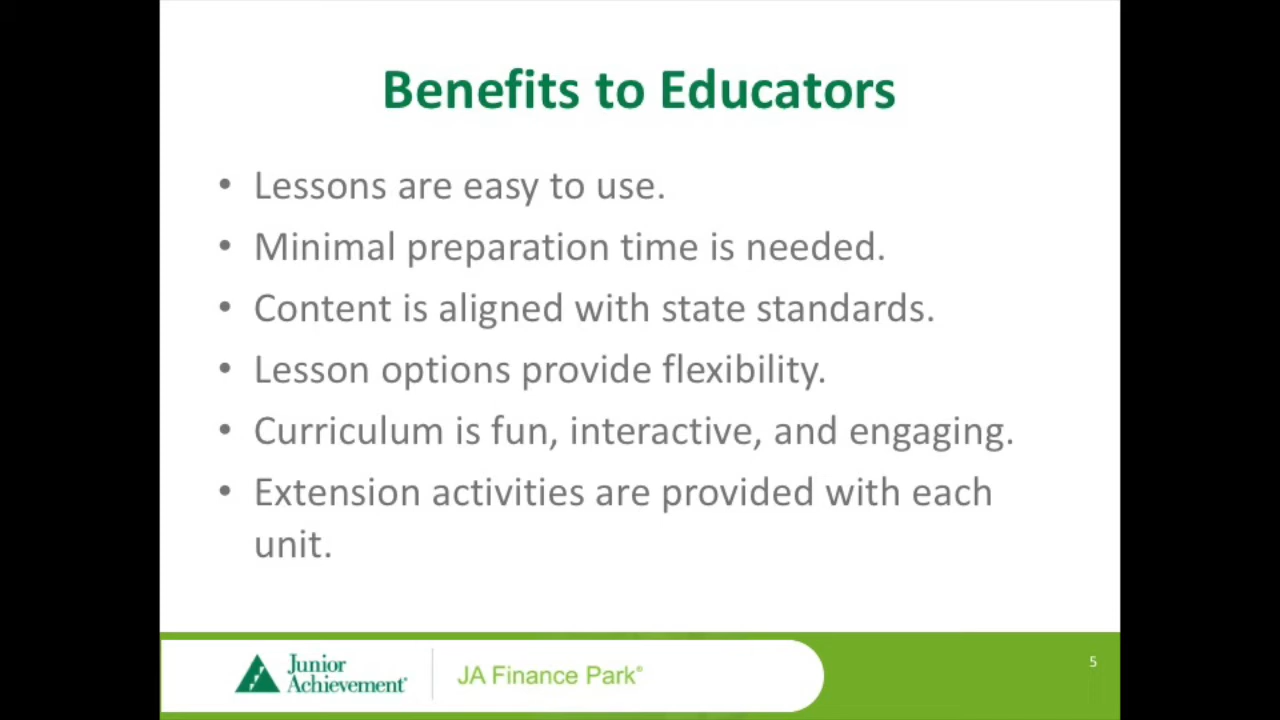 Benefits to Educators
• Lessons are easy to use.
• Minimal preparation time is needed.
• Content is aligned with state standards.
• Lesson options provide flexibility.
• Curriculum is fun, interactive, and engaging.
• Extension activities are provided with each
unit.
Junior
Achievement®
JA Finance Park®
5